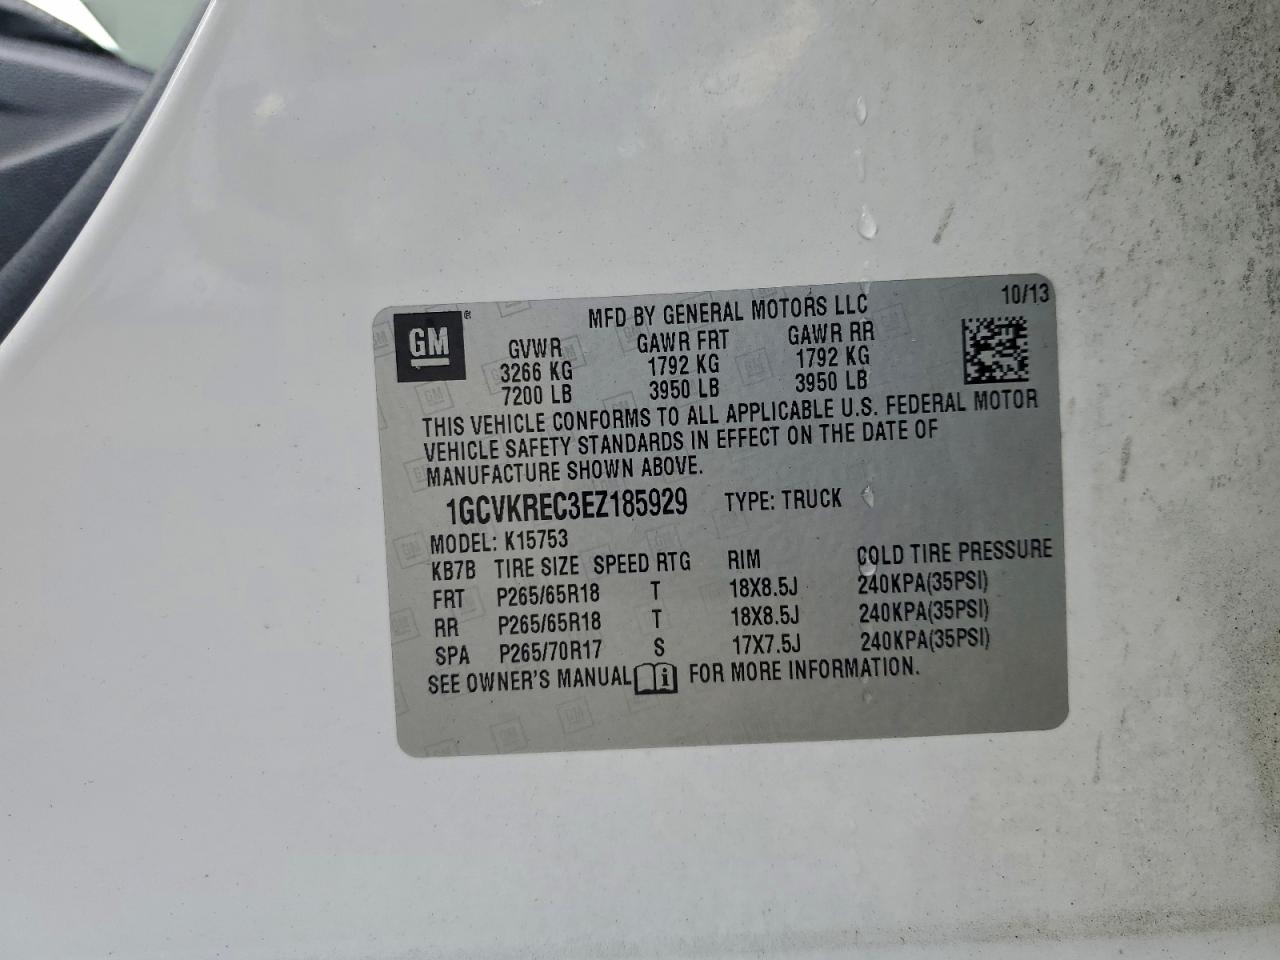 MFD BY GENERAL MOTORS LLC 10/13
GM ®
GVWR GAWR FRT GAWR RR
3266 KG 1792 KG 1792 KG
7200 LB 3950 LB 3950 LB
THIS VEHICLE CONFORMS TO ALL APPLICABLE U.S. FEDERAL MOTOR
VEHICLE SAFETY STANDARDS IN EFFECT ON THE DATE OF
MANUFACTURE SHOWN ABOVE.
1GCVKREC3EZ185929 TYPE: TRUCK
MODEL: K15753
KB7B TIRE SIZE SPEED RTG RIM COLD TIRE PRESSURE
FRT P265/65R18 T 18X8.5J 240KPA(35PSI)
RR P265/65R18 T 18X8.5J 240KPA(35PSI)
SPA P265/70R17 S 17X7.5J 240KPA(35PSI)
SEE OWNER'S MANUAL i FOR MORE INFORMATION.